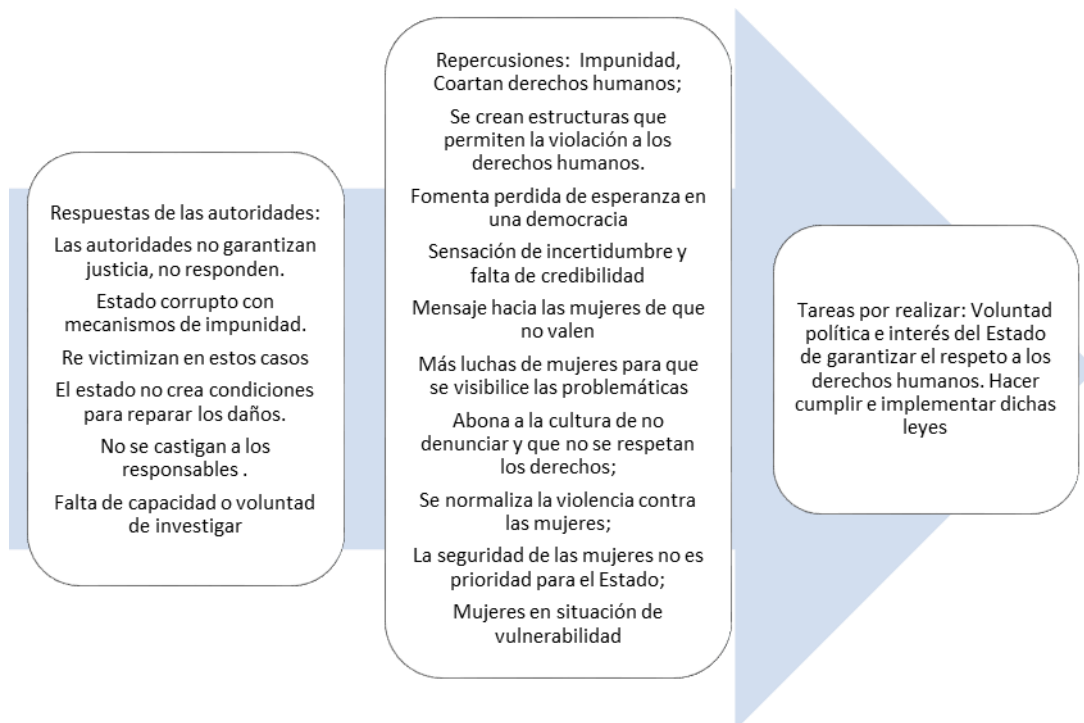 Respuestas de las autoridades:
Las autoridades no garantizan
justicia, no responden.
Estado corrupto con
mecanismos de impunidad.
Re victimizan en estos casos
El estado no crea condiciones
para reparar los daños.
No se castigan a los
responsables .
Falta de capacidad o voluntad
de investigar
Repercusiones:  Impunidad,
Coartan derechos humanos;
Se crean estructuras que
permiten la violación a los
derechos humanos.
Fomenta perdida de esperanza en
una democracia
Sensación de incertidumbre y
falta de credibilidad
Mensaje hacia las mujeres de que
no valen
Más luchas de mujeres para que
se visibilice las problemáticas
Abona a la cultura de no
denunciar y que no se respetan
los derechos;
Se normaliza la violencia contra
las mujeres;
La seguridad de las mujeres no es
prioridad para el Estado;
Mujeres en situación de
vulnerabilidad
Tareas por realizar: Voluntad
política e interés del Estado
de garantizar el respeto a los
derechos humanos. Hacer
cumplir e implementar dichas
leyes